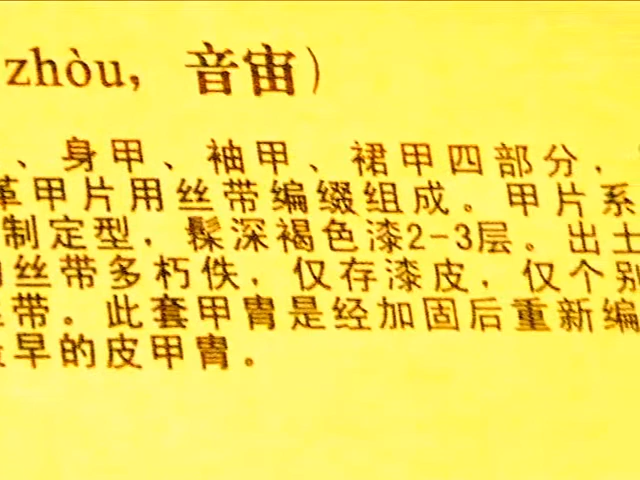 zhòu，音宙）
、身甲、袖甲、裙甲四部分，
革甲片用丝带编缀组成。甲片系
制定型，髹深褐色漆2-3层。出土
丝带多朽佚，仅存漆皮，仅个别
带。此套甲胄是经加固后重新编
早的皮甲胄。